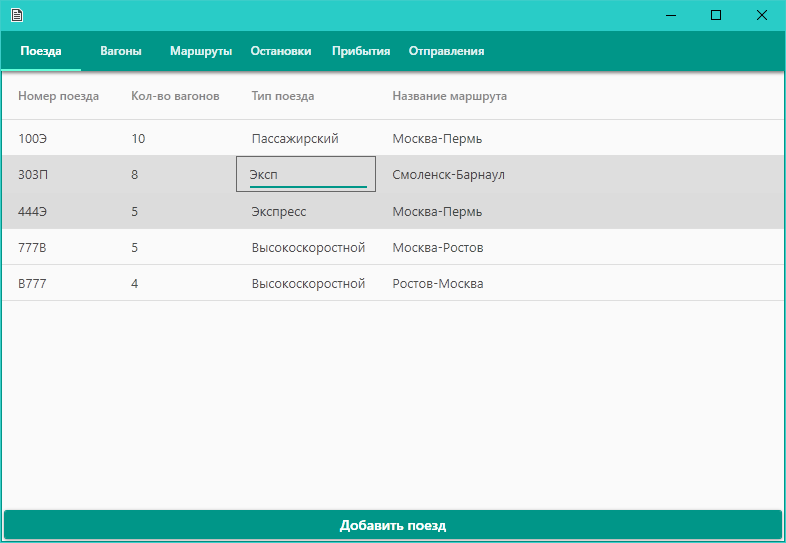 Поезда Вагоны Маршруты Остановки Прибытия Отправления
Номер поезда Кол-во вагонов Тип поезда Название маршрута
100Э 10 Пассажирский Москва-Пермь
303П 8 Эксп Смоленск-Барнаул
444Э 5 Экспресс Москва-Пермь
777В 5 Высокоскоростной Москва-Ростов
В777 4 Высокоскоростной Ростов-Москва
Добавить поезд